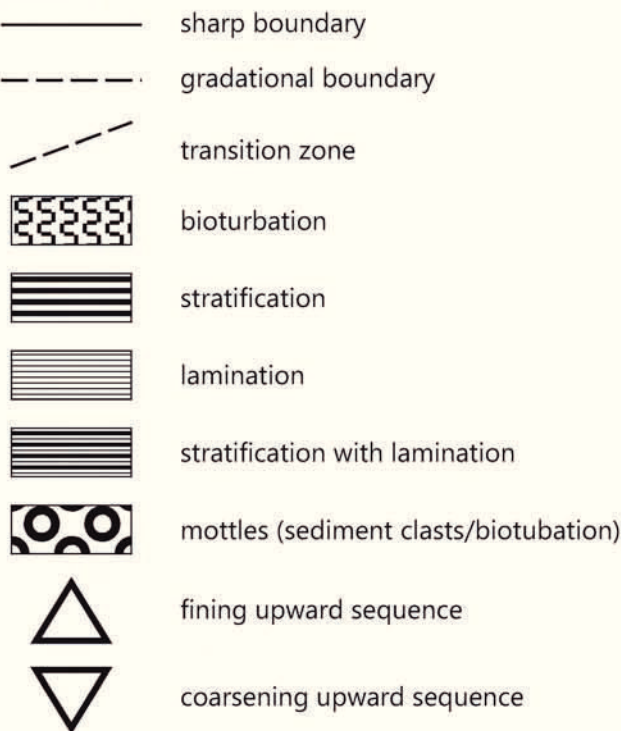 sharp boundary
gradational boundary
transition zone
bioturbation
stratification
lamination
stratification with lamination
mottles (sediment clasts/biotubation)
fining upward sequence
coarsening upward sequence